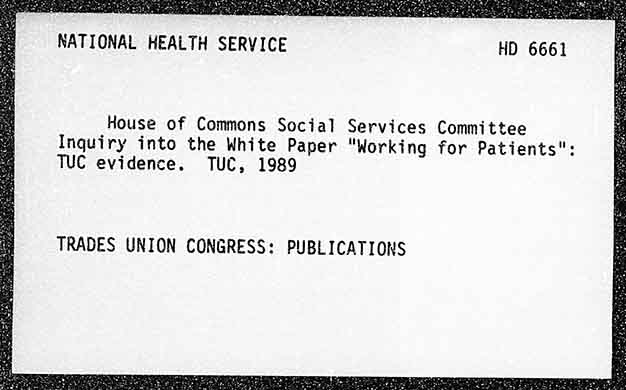 NATIONAL HEALTH SERVICE
HD 6661
House of Commons Social Services Committee
Inquiry into the White Paper "Working for Patients":
TUC evidence. TUC, 1989
TRADES UNION CONGRESS: PUBLICATIONS